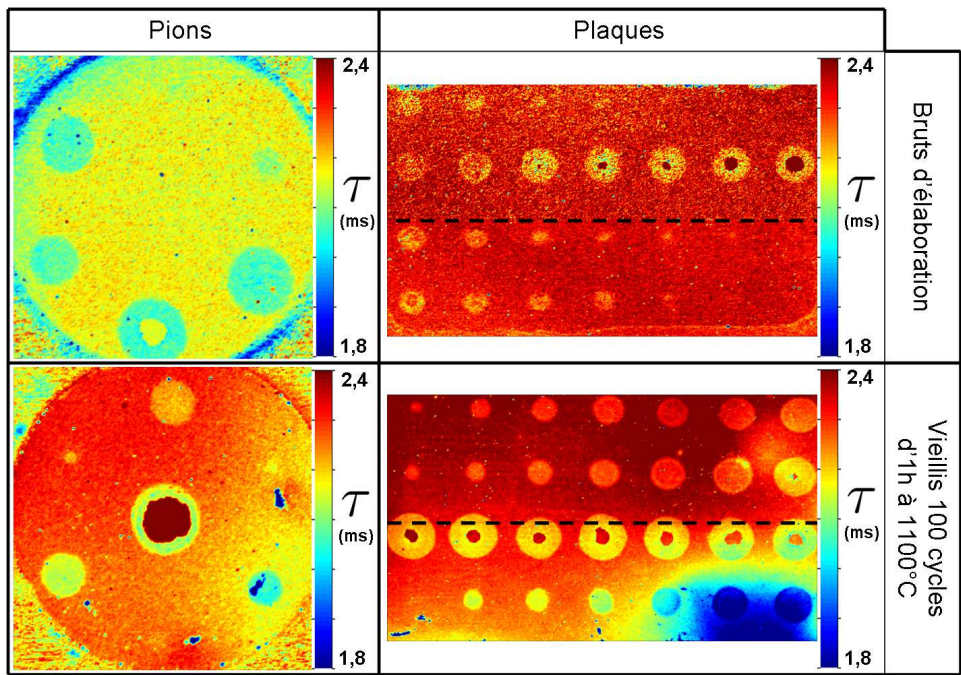 Pions
Plaques
2,4
τ
(ms)
1,8
2,4
τ
(ms)
1,8
Bruts d'élaboration
2,4
τ
(ms)
1,8
2,4
τ
(ms)
1,8
Vieillis 100 cycles
d'1h à 1100°C